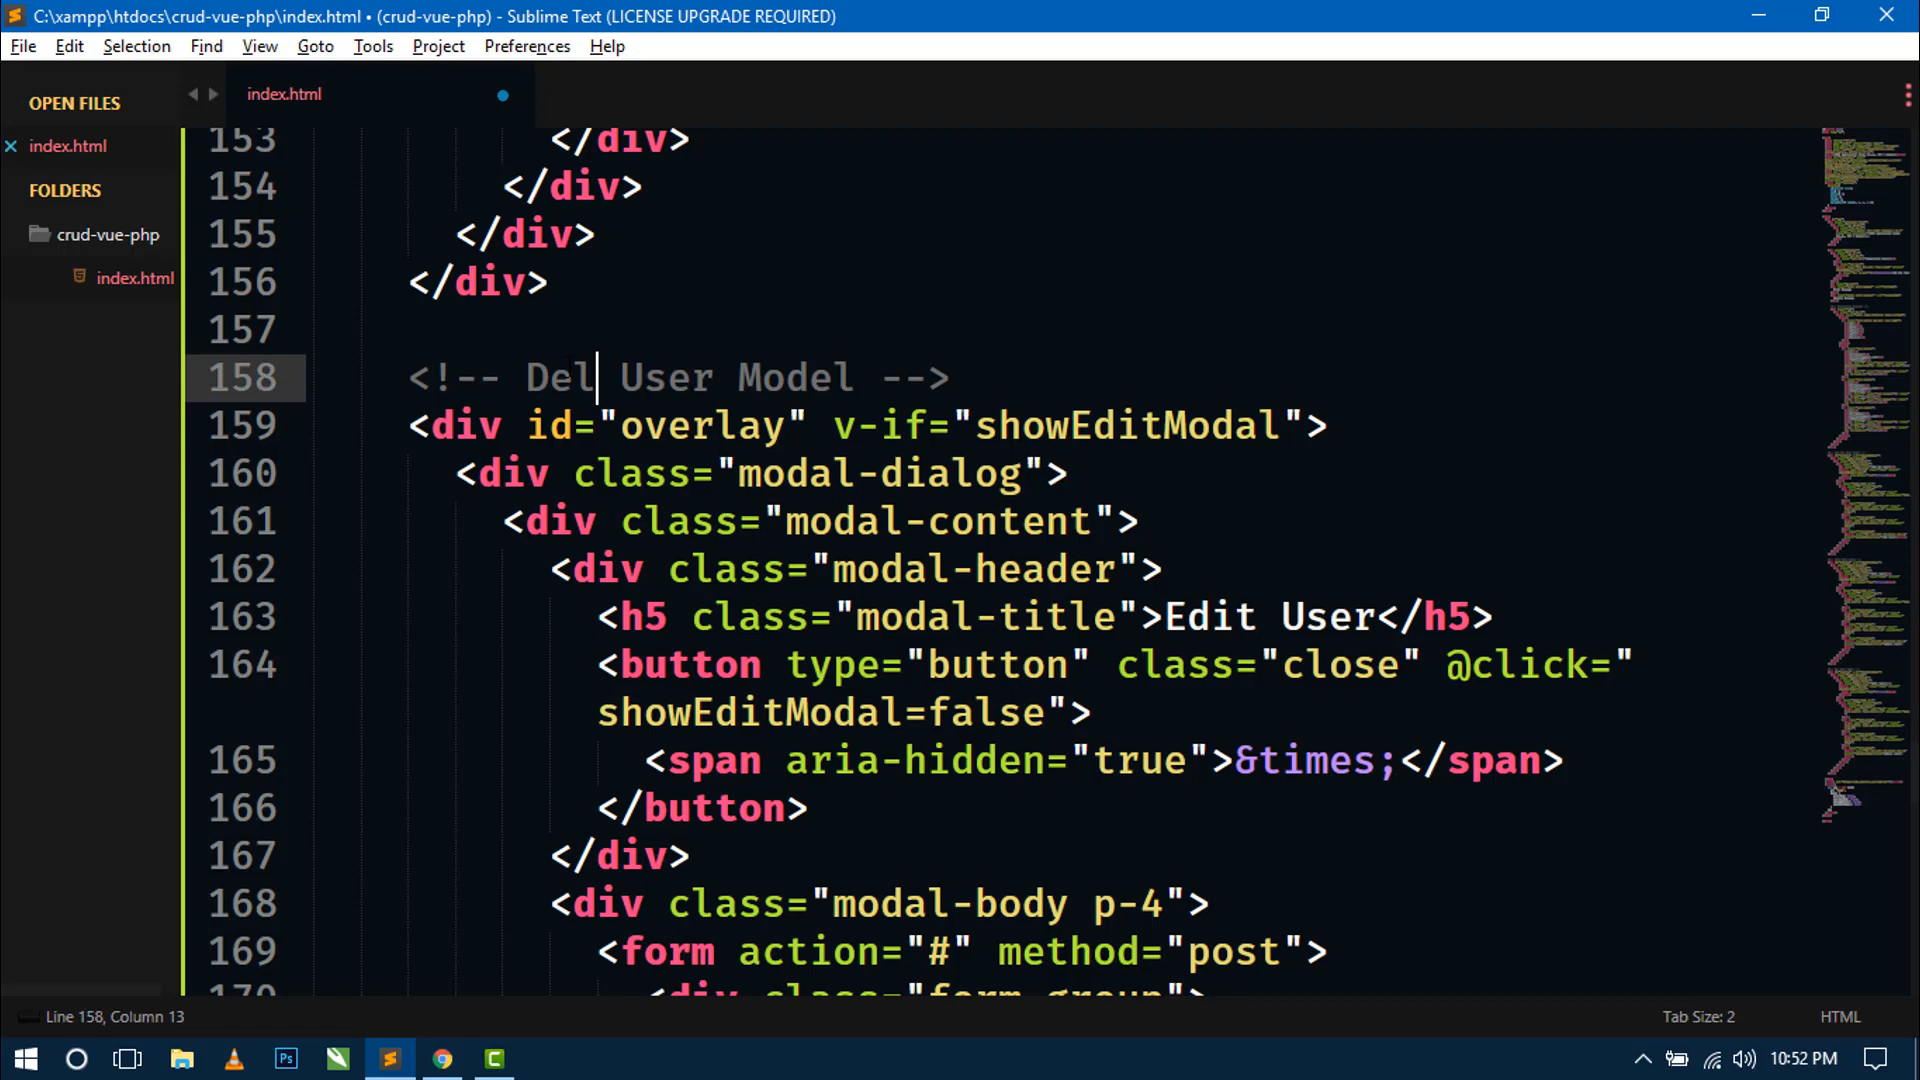 C:\xampp\htdocs\crud-vue-php\index.html • (crud-vue-php) - Sublime Text (LICENSE UPGRADE REQUIRED)
File Edit Selection Find View Goto Tools Project Preferences Help
OPEN FILES
index.html
FOLDERS
crud-vue-php
index.html
index.html
153 </div>
154 </div>
155 </div>
156 </div>
157
158 <!-- Del User Model -->
159 <div id="overlay" v-if="showEditModal">
160 <div class="modal-dialog">
161 <div class="modal-content">
162 <div class="modal-header">
163 <h5 class="modal-title">Edit User</h5>
164 <button type="button" class="close" @click="
showEditModal=false">
165 <span aria-hidden="true">&times;</span>
166 </button>
167 </div>
168 <div class="modal-body p-4">
169 <form action="#" method="post">
170 <div class="form-group">
Line 158, Column 13
Tab Size: 2
HTML
Ps
10:52 PM